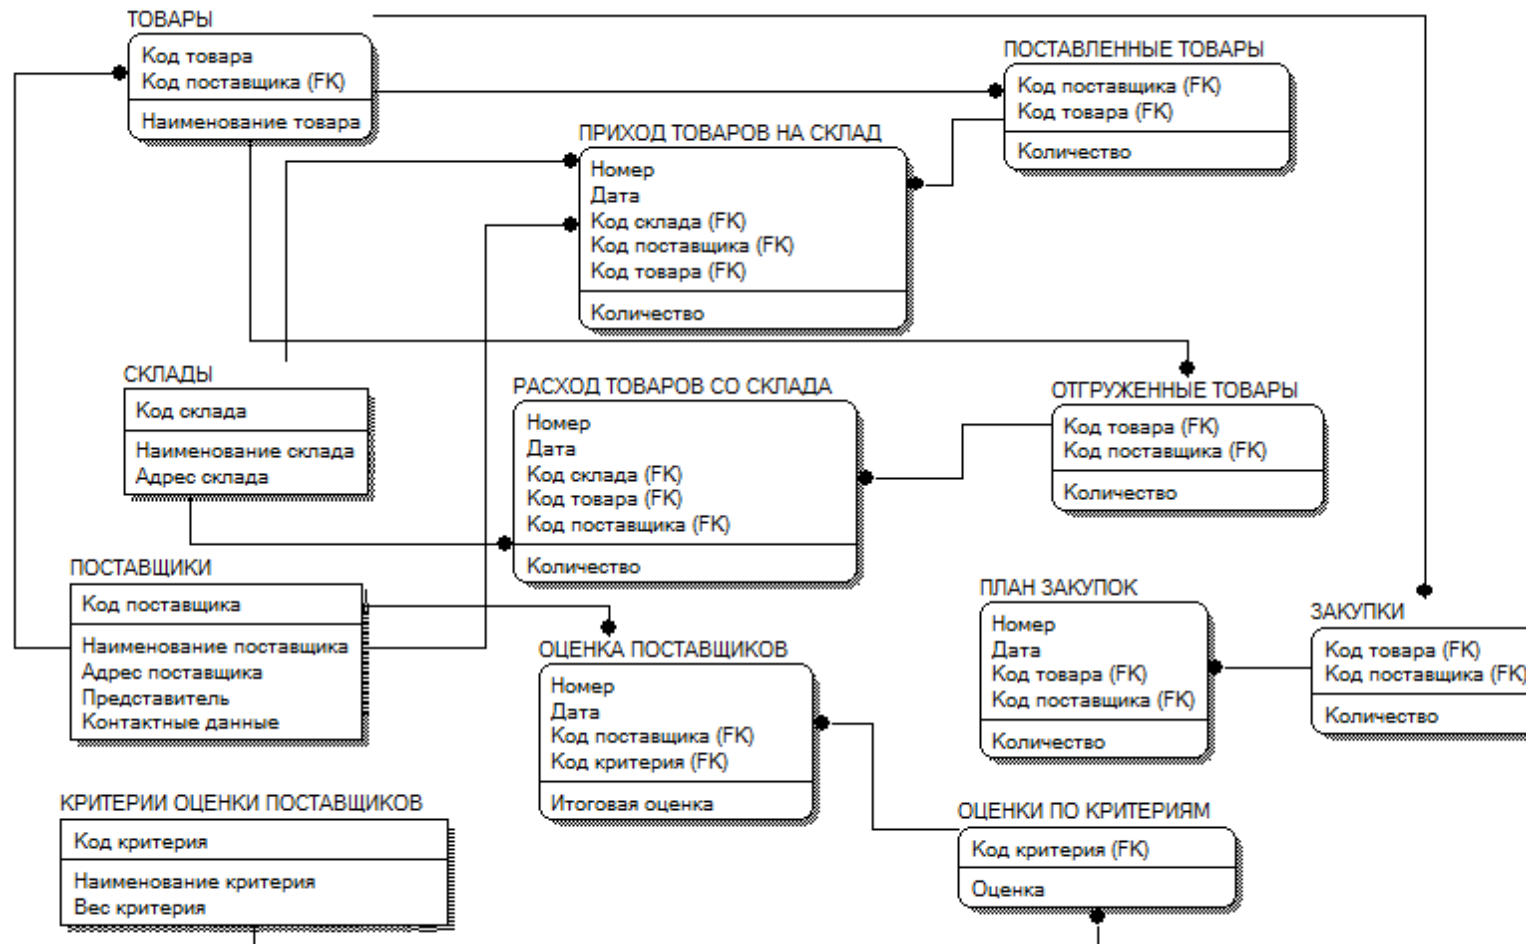 ТОВАРЫ
Код товара
Код поставщика (FK)
Наименование товара
ПОСТАВЛЕННЫЕ ТОВАРЫ
Код поставщика (FK)
Код товара (FK)
Количество
ПРИХОД ТОВАРОВ НА СКЛАД
Номер
Дата
Код склада (FK)
Код поставщика (FK)
Код товара (FK)
Количество
СКЛАДЫ
Код склада
Наименование склада
Адрес склада
РАСХОД ТОВАРОВ СО СКЛАДА
Номер
Дата
Код склада (FK)
Код товара (FK)
Код поставщика (FK)
Количество
ОТГРУЖЕННЫЕ ТОВАРЫ
Код товара (FK)
Код поставщика (FK)
Количество
ПОСТАВЩИКИ
Код поставщика
Наименование поставщика
Адрес поставщика
Представитель
Контактные данные
ОЦЕНКА ПОСТАВЩИКОВ
Номер
Дата
Код поставщика (FK)
Код критерия (FK)
Итоговая оценка
ПЛАН ЗАКУПОК
Номер
Дата
Код товара (FK)
Код поставщика (FK)
Количество
ЗАКУПКИ
Код товара (FK)
Код поставщика (FK)
Количество
КРИТЕРИИ ОЦЕНКИ ПОСТАВЩИКОВ
Код критерия
Наименование критерия
Вес критерия
ОЦЕНКИ ПО КРИТЕРИЯМ
Код критерия (FK)
Оценка